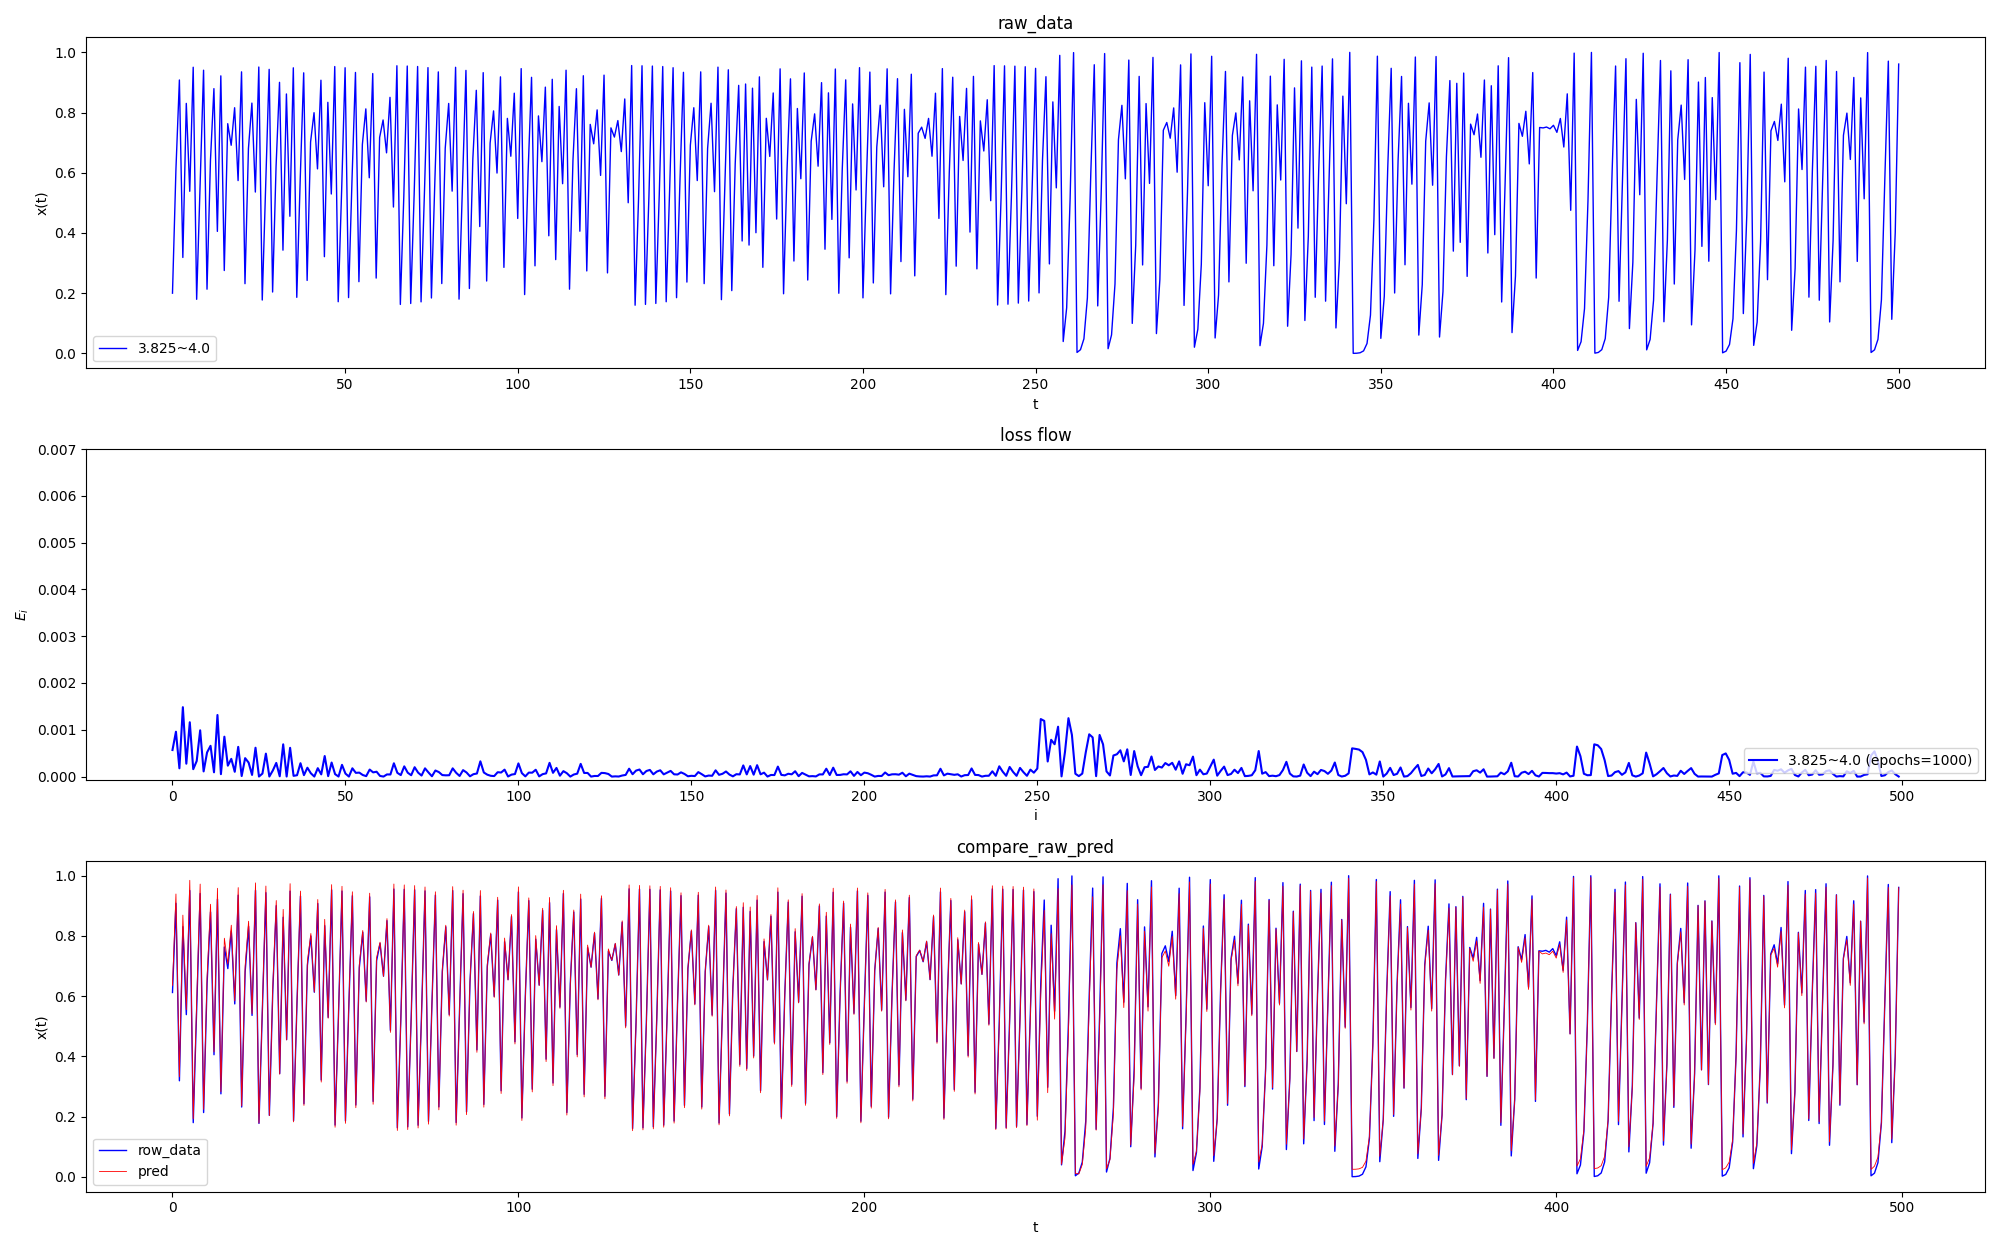 raw_data
1.0
0.8
0.6
0.4
0.2
0.0
x(t)
3.825~4.0
50 100 150 200 250 300 350 400 450 500
t
loss flow
0.007
0.006
0.005
0.004
0.003
0.002
0.001
0.000
E_i
3.825~4.0 (epochs=1000)
0 50 100 150 200 250 300 350 400 450 500
i
compare_raw_pred
1.0
0.8
0.6
0.4
0.2
0.0
x(t)
row_data
pred
0 100 200 300 400 500
t